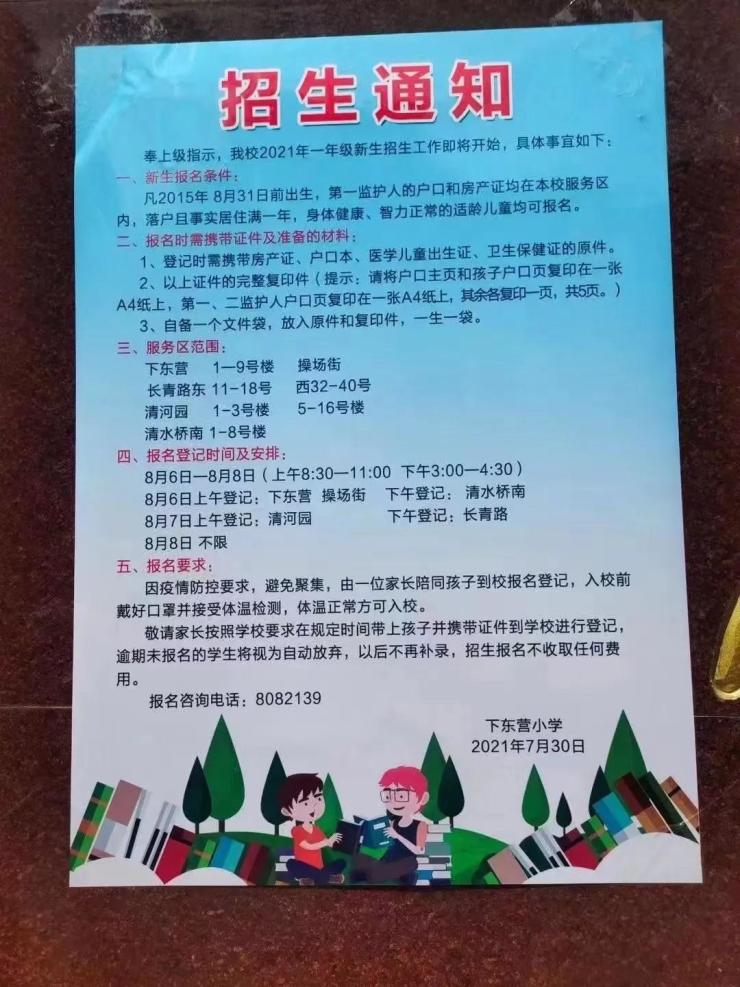 招生通知
奉上级指示，我校2021年一年级新生招生工作即将开始，具体事宜如下：
一、新生报名条件：
凡2015年 8月31日前出生，第一监护人的户口和房产证均在本校服务区
内，落户且事实居住满一年，身体健康、智力正常的适龄儿童均可报名。
二、报名时需携带证件及准备的材料：
1、登记时需携带房产证、户口本、医学儿童出生证、卫生保健证的原件。
2、以上证件的完整复印件（提示：请将户口主页和孩子户口页复印在一张
A4纸上，第一、二监护人户口页复印在一张A4纸上，其余各复印一页，共5页。）
3、自备一个文件袋，放入原件和复印件，一生一袋。
三、服务区范围：
下东营 1—9号楼 操场街
长青路东 11-18号 西32-40号
清河园 1-3号楼 5-16号楼
清水桥南 1-8号楼
四、报名登记时间及安排：
8月6日—8月8日（上午8:30—11:00 下午3:00—4:30）
8月6日上午登记：下东营 操场街 下午登记： 清水桥南
8月7日上午登记：清河园 下午登记：长青路
8月8日 不限
五、报名要求：
因疫情防控要求，避免聚集，由一位家长陪同孩子到校报名登记，入校前
戴好口罩并接受体温检测，体温正常方可入校。
敬请家长按照学校要求在规定时间带上孩子并携带证件到学校进行登记，
逾期未报名的学生将视为自动放弃，以后不再补录，招生报名不收取任何费
用。
报名咨询电话：8082139
下东营小学
2021年7月30日